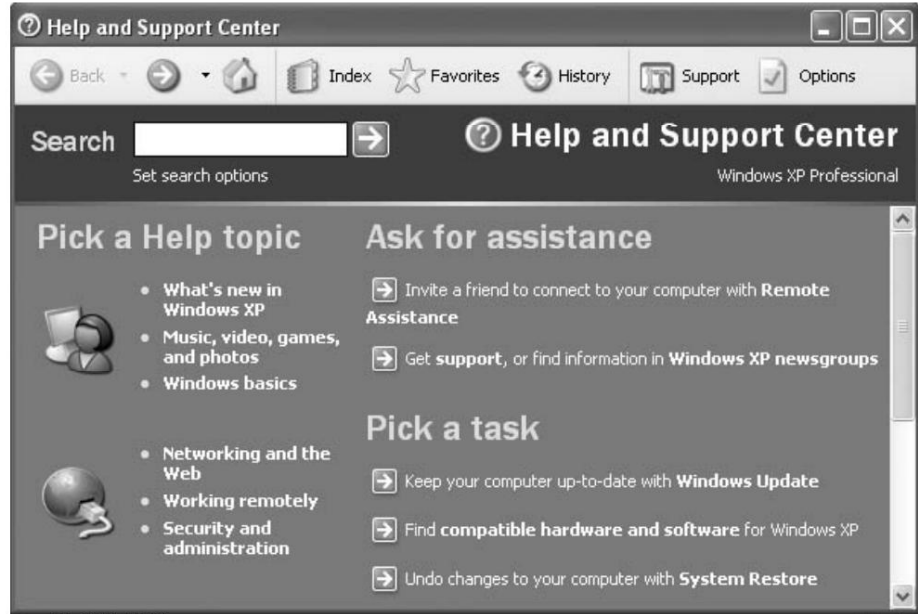 Help and Support Center
Back
Index
Favorites
History
Support
Options
Search
Set search options
Help and Support Center
Windows XP Professional
Pick a Help topic
What's new in
Windows XP
Music, video, games,
and photos
Windows basics
Networking and the
Web
Working remotely
Security and
administration
Ask for assistance
Invite a friend to connect to your computer with Remote
Assistance
Get support, or find information in Windows XP newsgroups
Pick a task
Keep your computer up-to-date with Windows Update
Find compatible hardware and software for Windows XP
Undo changes to your computer with System Restore